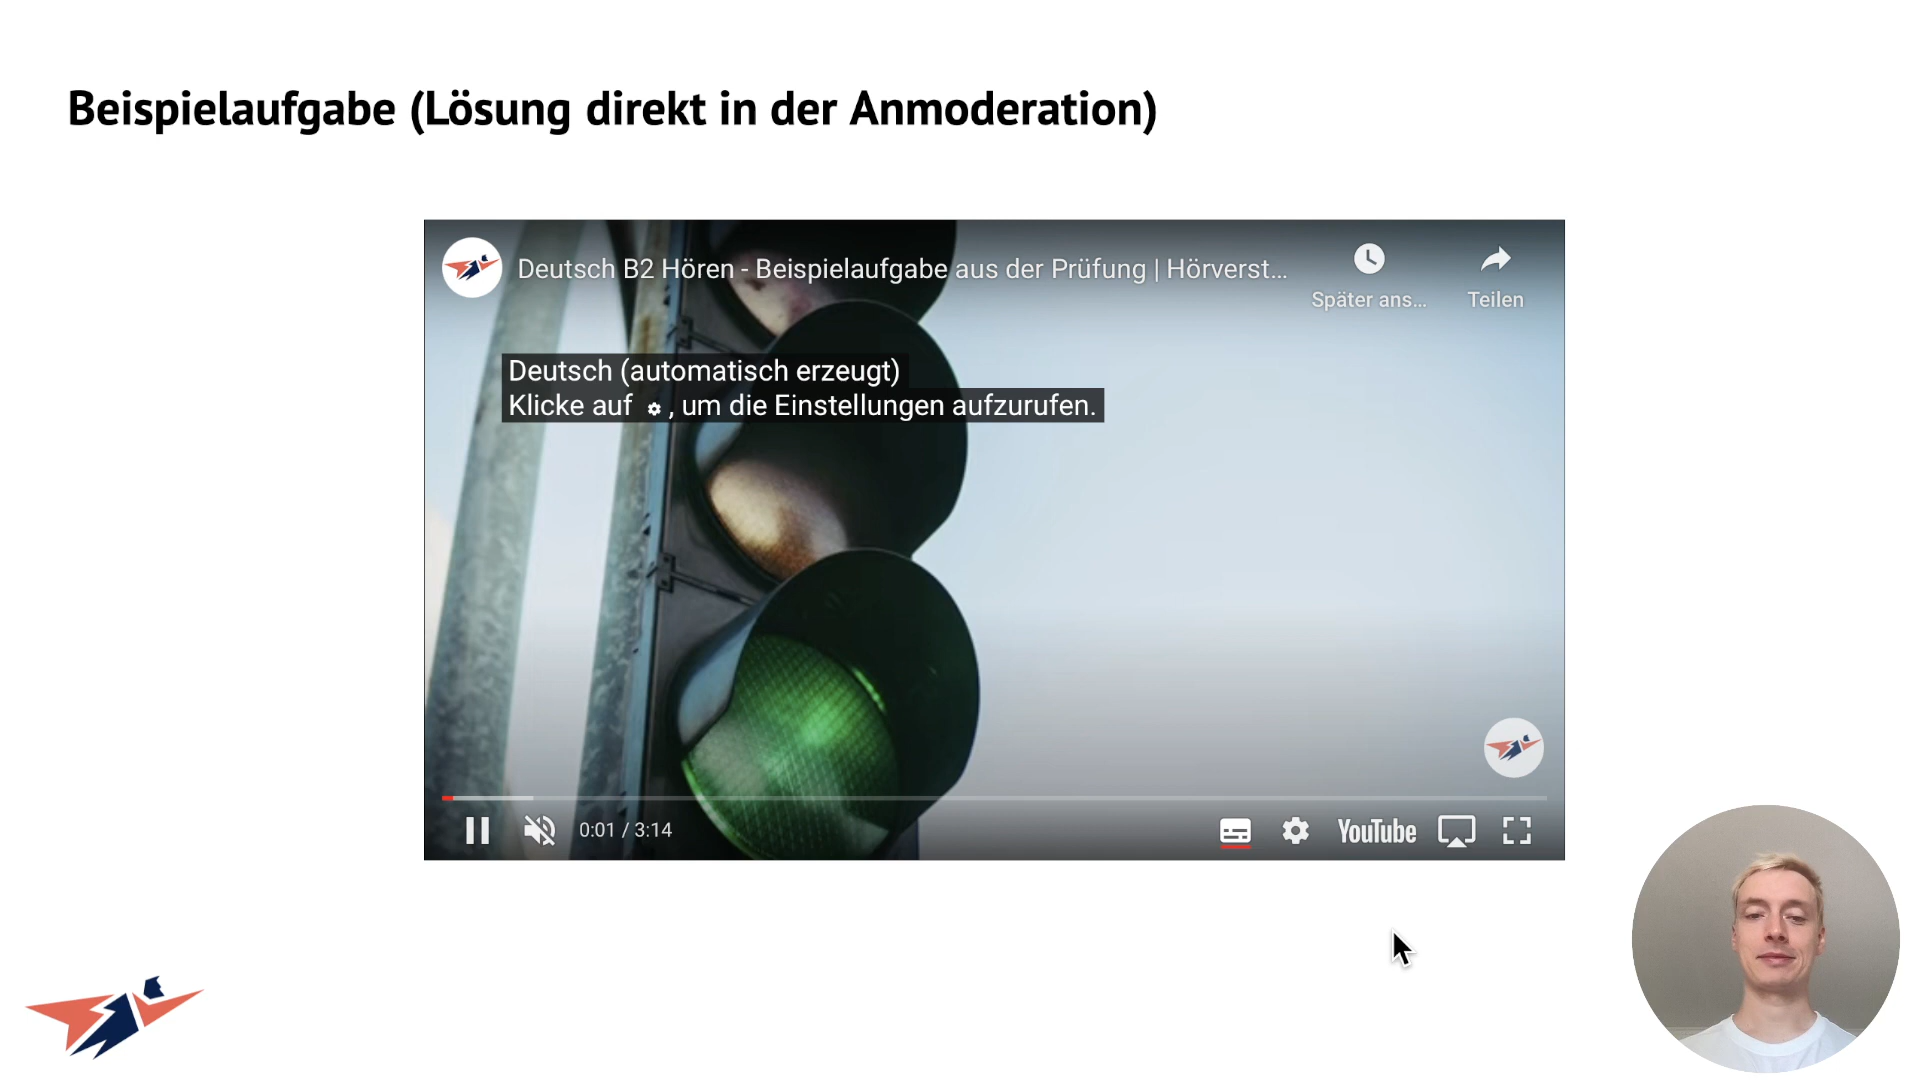 Beispielaufgabe (Lösung direkt in der Anmoderation)
Deutsch B2 Hören - Beispielaufgabe aus der Prüfung | Hörverst...
Später ans...
Teilen
Deutsch (automatisch erzeugt)
Klicke auf , um die Einstellungen aufzurufen.
0:01 / 3:14
YouTube